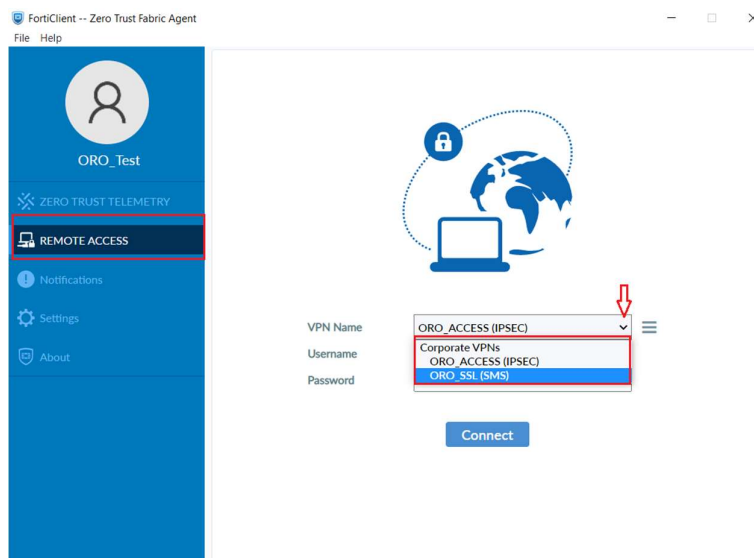 FortiClient -- Zero Trust Fabric Agent
File Help
ORO_Test
ZERO TRUST TELEMETRY
REMOTE ACCESS
Notifications
Settings
About
VPN Name ORO_ACCESS (IPSEC)
Corporate VPNs
Username
ORO_ACCESS (IPSEC)
ORO_SSL (SMS)
Password
Connect